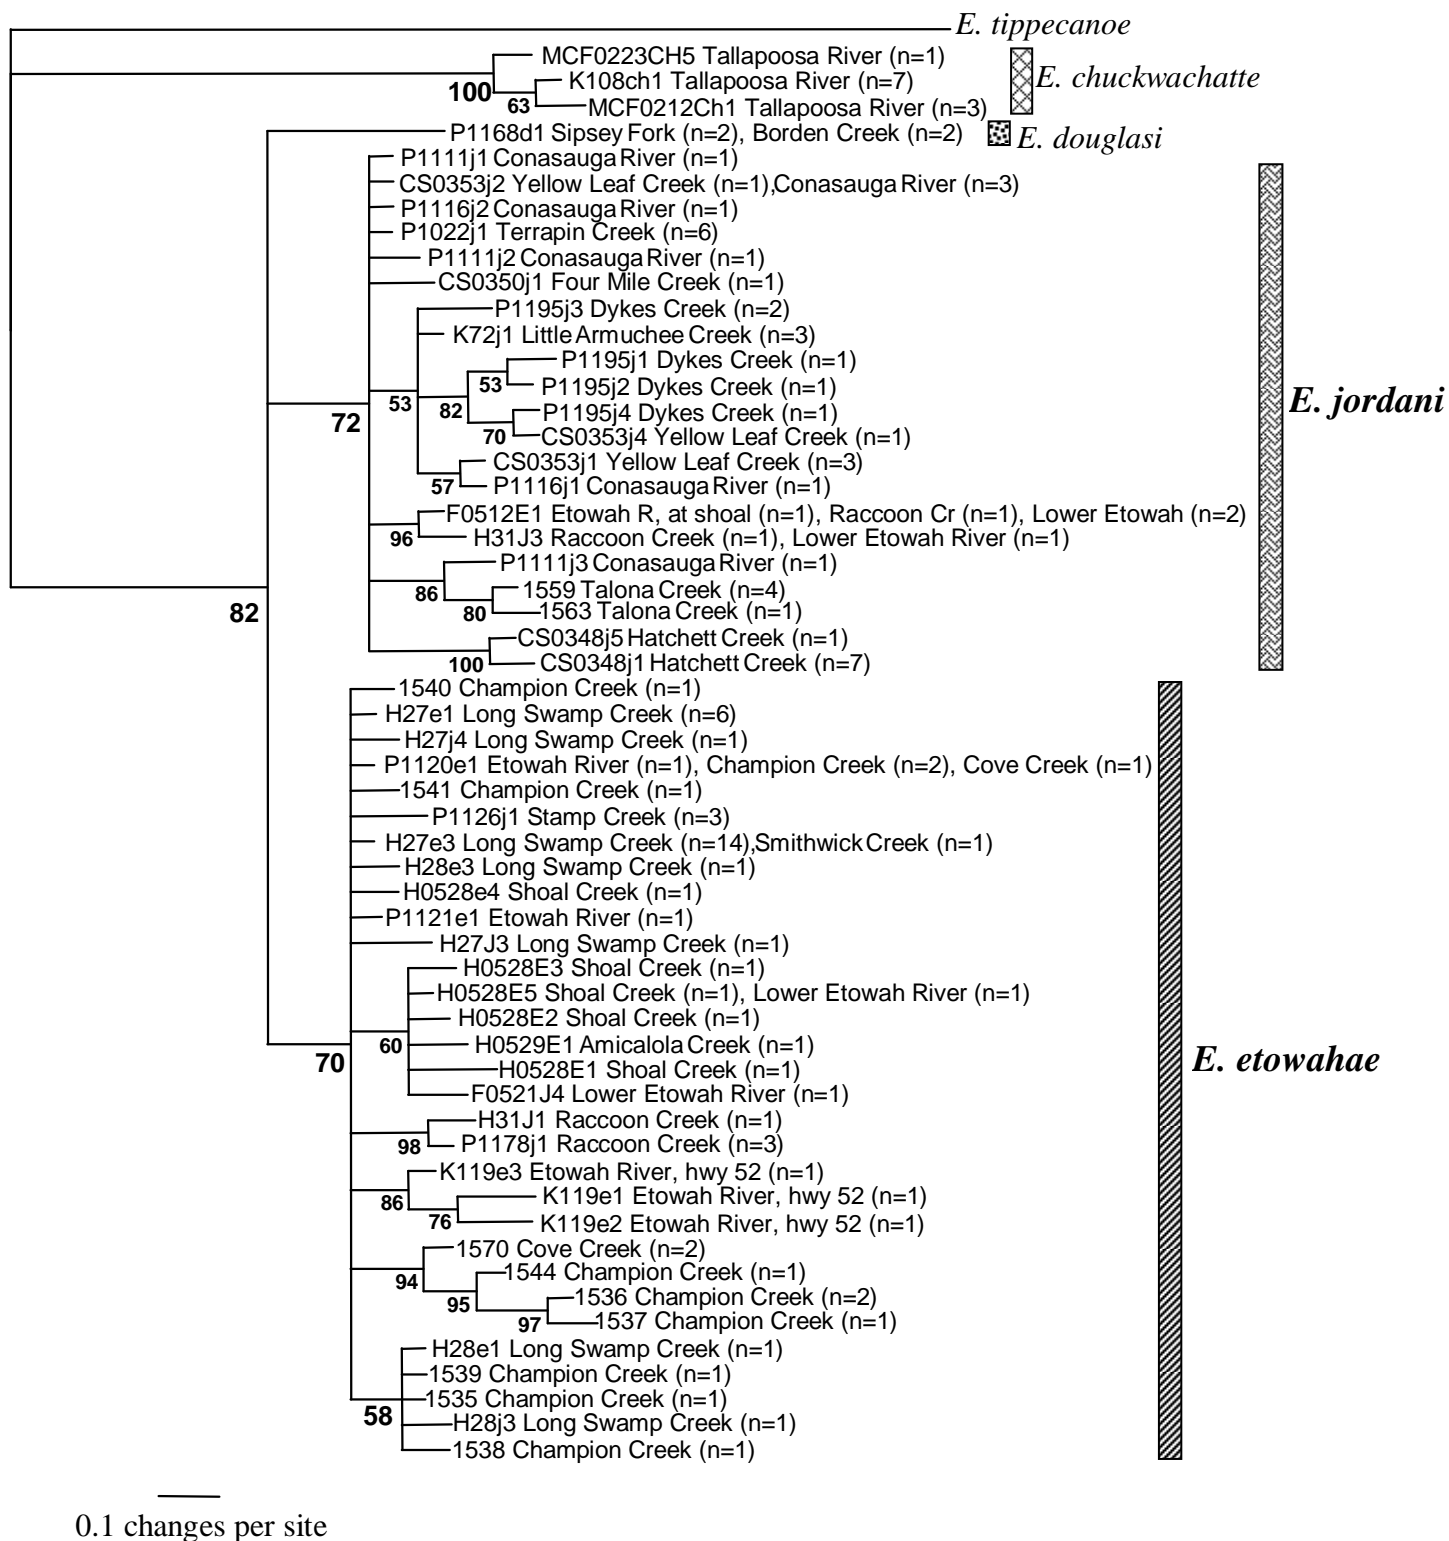 E. tippecanoe
MCF0223CH5 Tallapoosa River (n=1)
K108ch1 Tallapoosa River (n=7)
E. chuckwachatte
100
63
MCF0212Ch1 Tallapoosa River (n=3)
P1168d1 Sipsey Fork (n=2), Borden Creek (n=2)
E. douglasi
P1111j1 Conasauga River (n=1)
CS0353j2 Yellow Leaf Creek (n=1),Conasauga River (n=3)
P1116j2 Conasauga River (n=1)
P1022j1 Terrapin Creek (n=6)
P1111j2 Conasauga River (n=1)
CS0350j1 Four Mile Creek (n=1)
P1195j3 Dykes Creek (n=2)
K72j1 Little Armuchee Creek (n=3)
P1195j1 Dykes Creek (n=1)
53
P1195j2 Dykes Creek (n=1)
E. jordani
53
82
P1195j4 Dykes Creek (n=1)
72
70
CS0353j4 Yellow Leaf Creek (n=1)
CS0353j1 Yellow Leaf Creek (n=3)
57
P1116j1 Conasauga River (n=1)
F0512E1 Etowah R, at shoal (n=1), Raccoon Cr (n=1), Lower Etowah (n=2)
96
H31J3 Raccoon Creek (n=1), Lower Etowah River (n=1)
P1111j3 Conasauga River (n=1)
86
1559 Talona Creek (n=4)
80
1563 Talona Creek (n=1)
82
CS0348j5 Hatchett Creek (n=1)
100
CS0348j1 Hatchett Creek (n=7)
1540 Champion Creek (n=1)
H27e1 Long Swamp Creek (n=6)
H27j4 Long Swamp Creek (n=1)
P1120e1 Etowah River (n=1), Champion Creek (n=2), Cove Creek (n=1)
1541 Champion Creek (n=1)
P1126j1 Stamp Creek (n=3)
H27e3 Long Swamp Creek (n=14),Smithwick Creek (n=1)
H28e3 Long Swamp Creek (n=1)
H0528e4 Shoal Creek (n=1)
P1121e1 Etowah River (n=1)
H27J3 Long Swamp Creek (n=1)
H0528E3 Shoal Creek (n=1)
H0528E5 Shoal Creek (n=1), Lower Etowah River (n=1)
H0528E2 Shoal Creek (n=1)
60
H0529E1 Amicalola Creek (n=1)
E. etowahae
70
H0528E1 Shoal Creek (n=1)
F0521J4 Lower Etowah River (n=1)
H31J1 Raccoon Creek (n=1)
98
P1178j1 Raccoon Creek (n=3)
K119e3 Etowah River, hwy 52 (n=1)
86
K119e1 Etowah River, hwy 52 (n=1)
76
K119e2 Etowah River, hwy 52 (n=1)
1570 Cove Creek (n=2)
94
1544 Champion Creek (n=1)
95
1536 Champion Creek (n=2)
97
1537 Champion Creek (n=1)
H28e1 Long Swamp Creek (n=1)
1539 Champion Creek (n=1)
1535 Champion Creek (n=1)
58
H28j3 Long Swamp Creek (n=1)
1538 Champion Creek (n=1)
0.1 changes per site